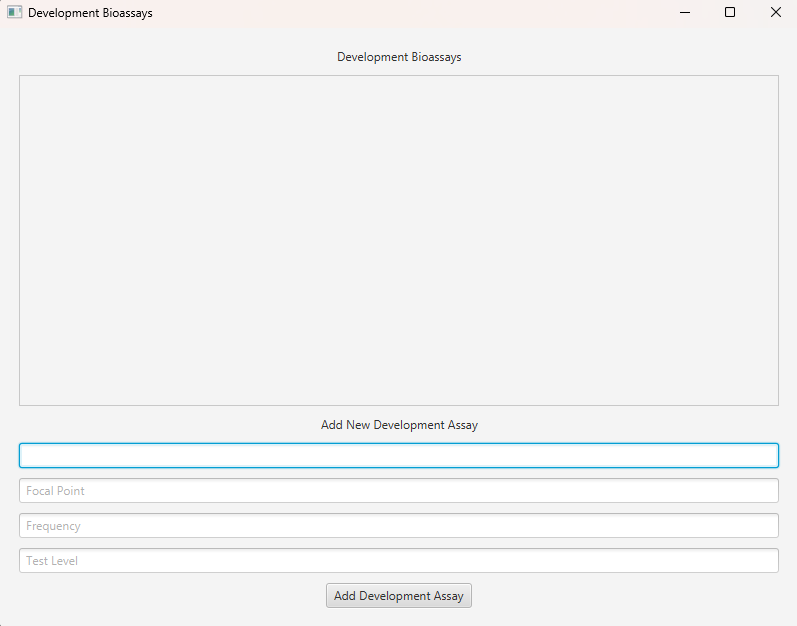 Development Bioassays
Development Bioassays
Add New Development Assay
Focal Point
Frequency
Test Level
Add Development Assay